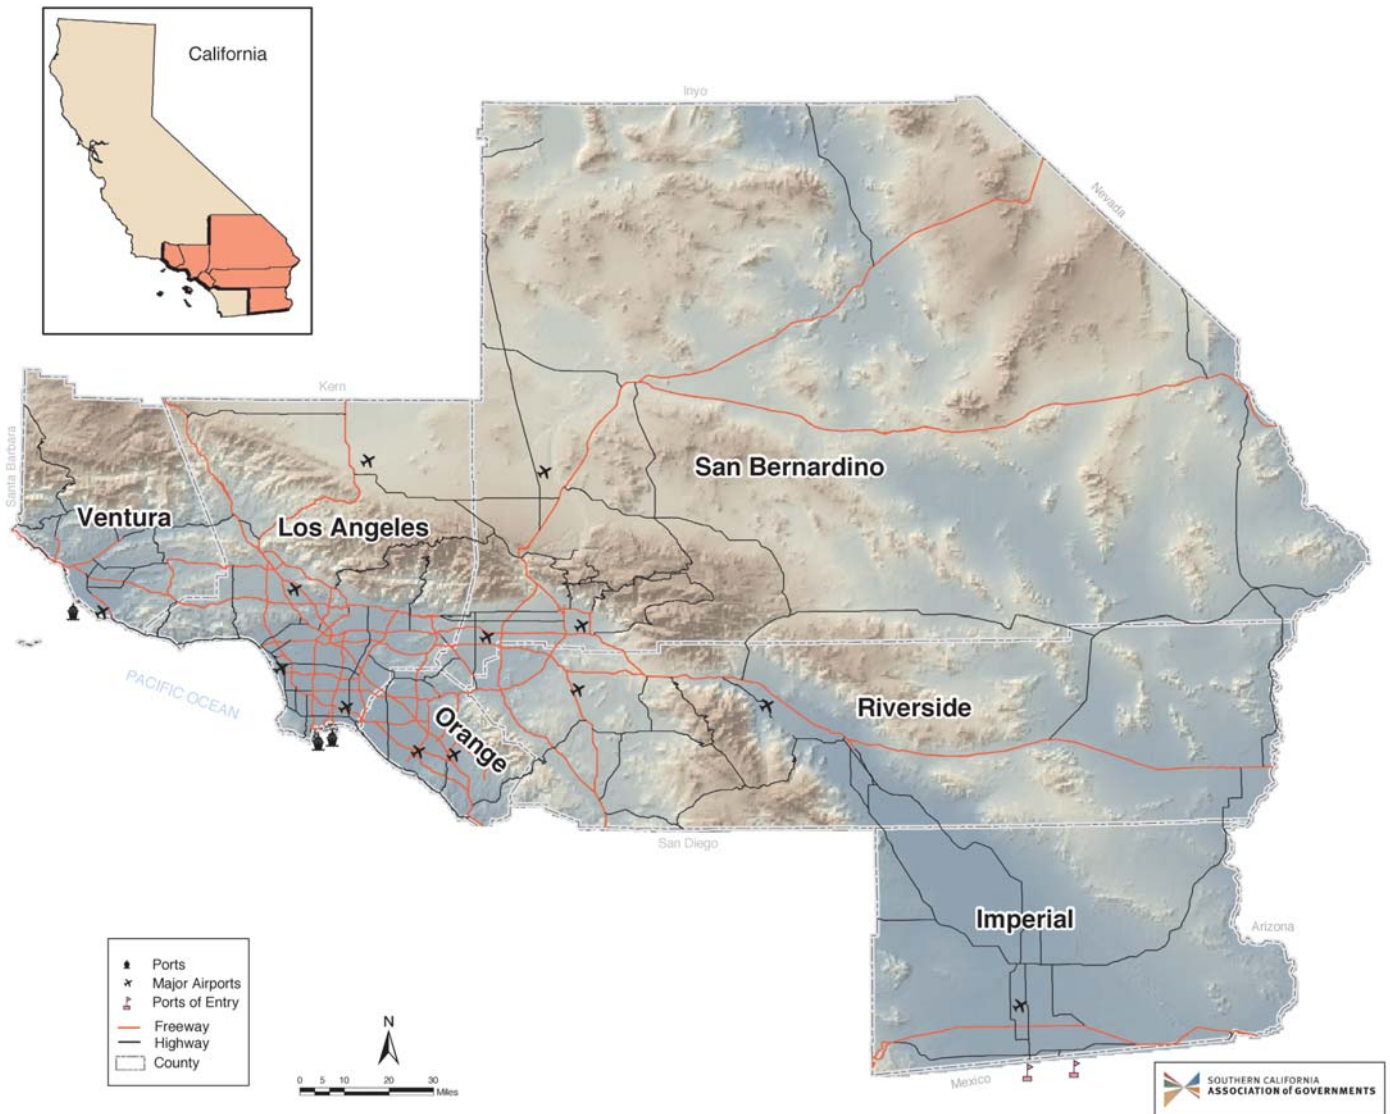 California
Inyo
Nevada
Kern
Santa Barbara
San Bernardino
Ventura
Los Angeles
PACIFIC OCEAN
Orange
Riverside
San Diego
Imperial
Arizona
Mexico
Ports
Major Airports
Ports of Entry
Freeway
Highway
County
N
0 5 10 20 30
Miles
SOUTHERN CALIFORNIA
ASSOCIATION of GOVERNMENTS